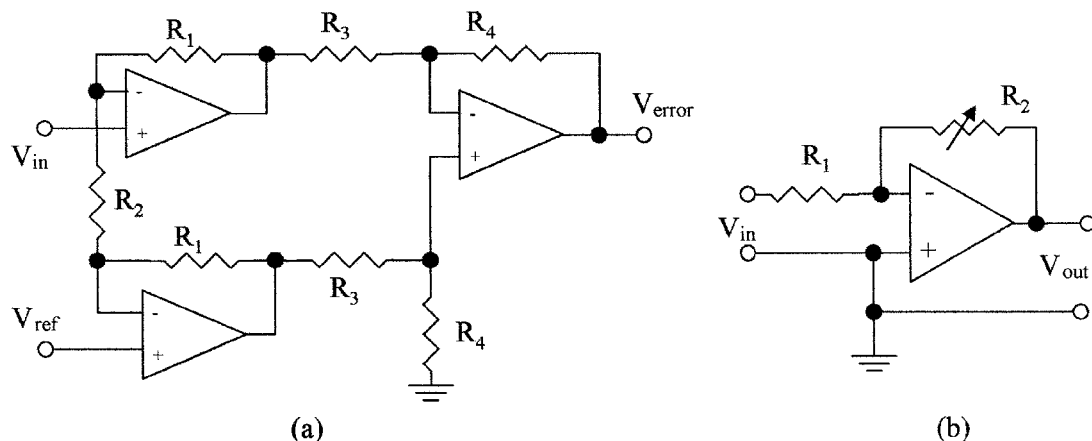 R1
R3
R4
-
+
Vin
R2
-
+
Verror
R1
R3
-
+
Vref
R4
(a)
R2
R1
-
+
Vin
Vout
(b)